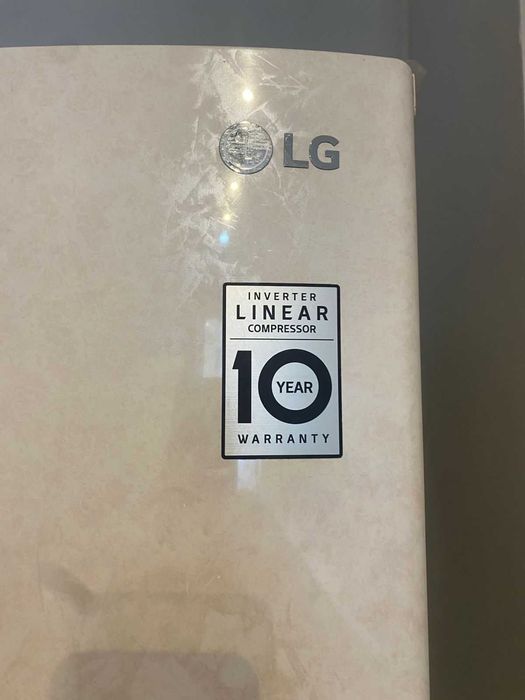 LG
INVERTER
LINEAR
COMPRESSOR
10 YEAR
WARRANTY